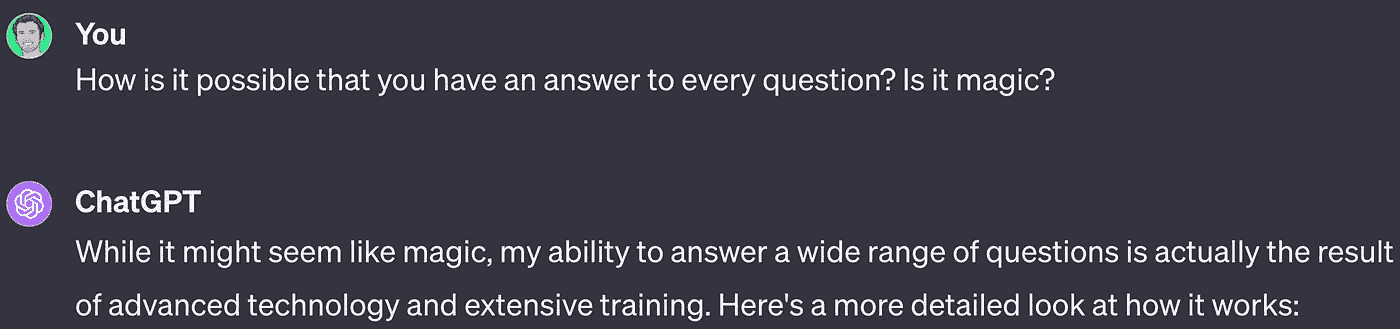 You
How is it possible that you have an answer to every question? Is it magic?
ChatGPT
While it might seem like magic, my ability to answer a wide range of questions is actually the result
of advanced technology and extensive training. Here's a more detailed look at how it works: